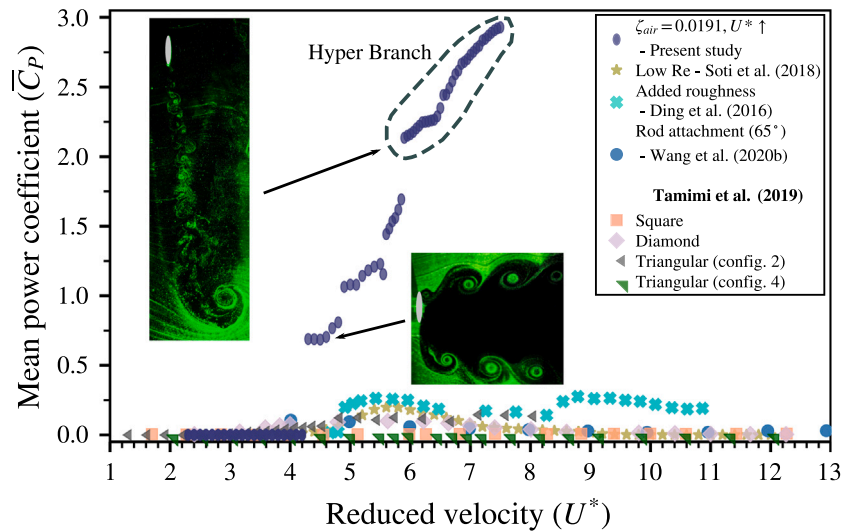 Mean power coefficient (C̅_P)
3.0
2.5
2.0
1.5
1.0
0.5
0.0
Hyper Branch
ζ_air = 0.0191, U* ↑
- Present study
Low Re - Soti et al. (2018)
Added roughness
- Ding et al. (2016)
Rod attachment (65°)
- Wang et al. (2020b)
Tamimi et al. (2019)
Square
Diamond
Triangular (config. 2)
Triangular (config. 4)
1 2 3 4 5 6 7 8 9 10 11 12 13
Reduced velocity (U*)